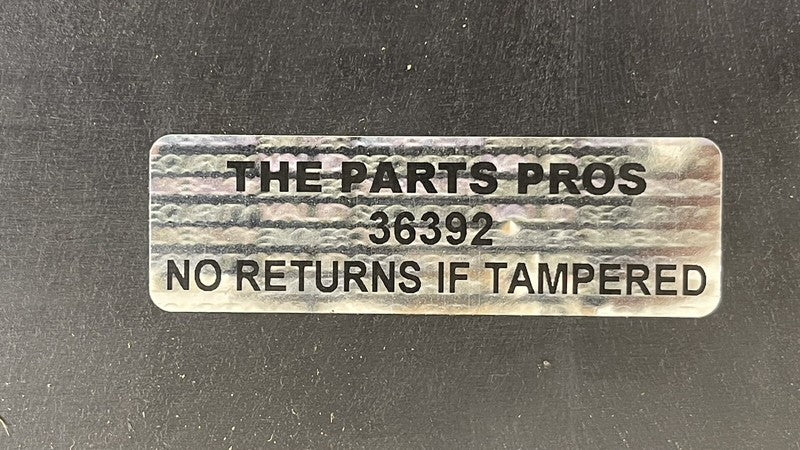 THE PARTS PROS
36392
NO RETURNS IF TAMPERED